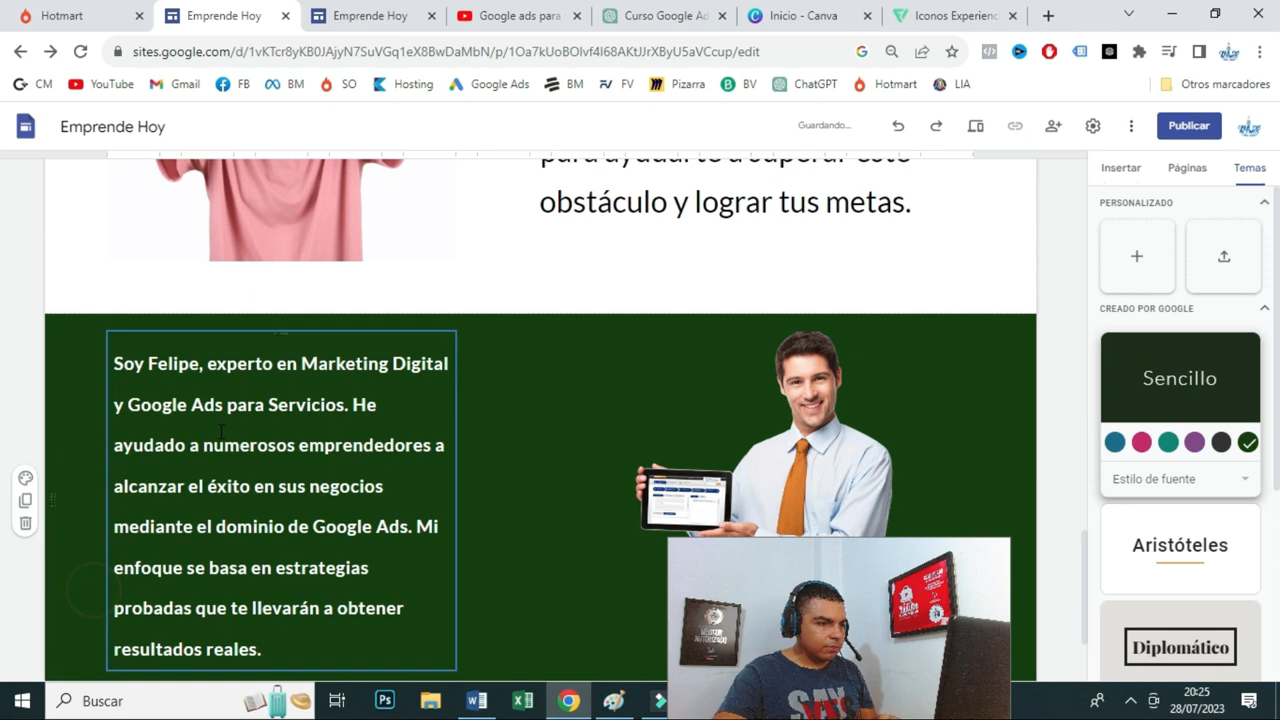 Hotmart
Emprende Hoy
Emprende Hoy
Google ads para
Curso Google Ad
Inicio - Canva
Iconos Experienc
sites.google.com/d/1vKTcr8yKB0JAjyN7SuVGq1eX8BwDaMbN/p/1Oa7kUoBOlvf4I68AKtJJrXByU5aVCcup/edit
CM
YouTube
Gmail
FB
BM
SO
Hosting
Google Ads
BM
FV
Pizarra
BV
ChatGPT
Hotmart
LIA
Otros marcadores
Emprende Hoy
Guardando...
Publicar
Insertar
Páginas
Temas
obstáculo y lograr tus metas.
PERSONALIZADO
CREADO POR GOOGLE
Sencillo
Estilo de fuente
Aristóteles
Diplomático
Soy Felipe, experto en Marketing Digital
y Google Ads para Servicios. He
ayudado a numerosos emprendedores a
alcanzar el éxito en sus negocios
mediante el dominio de Google Ads. Mi
enfoque se basa en estrategias
probadas que te llevarán a obtener
resultados reales.
Buscar
20:25
28/07/2023